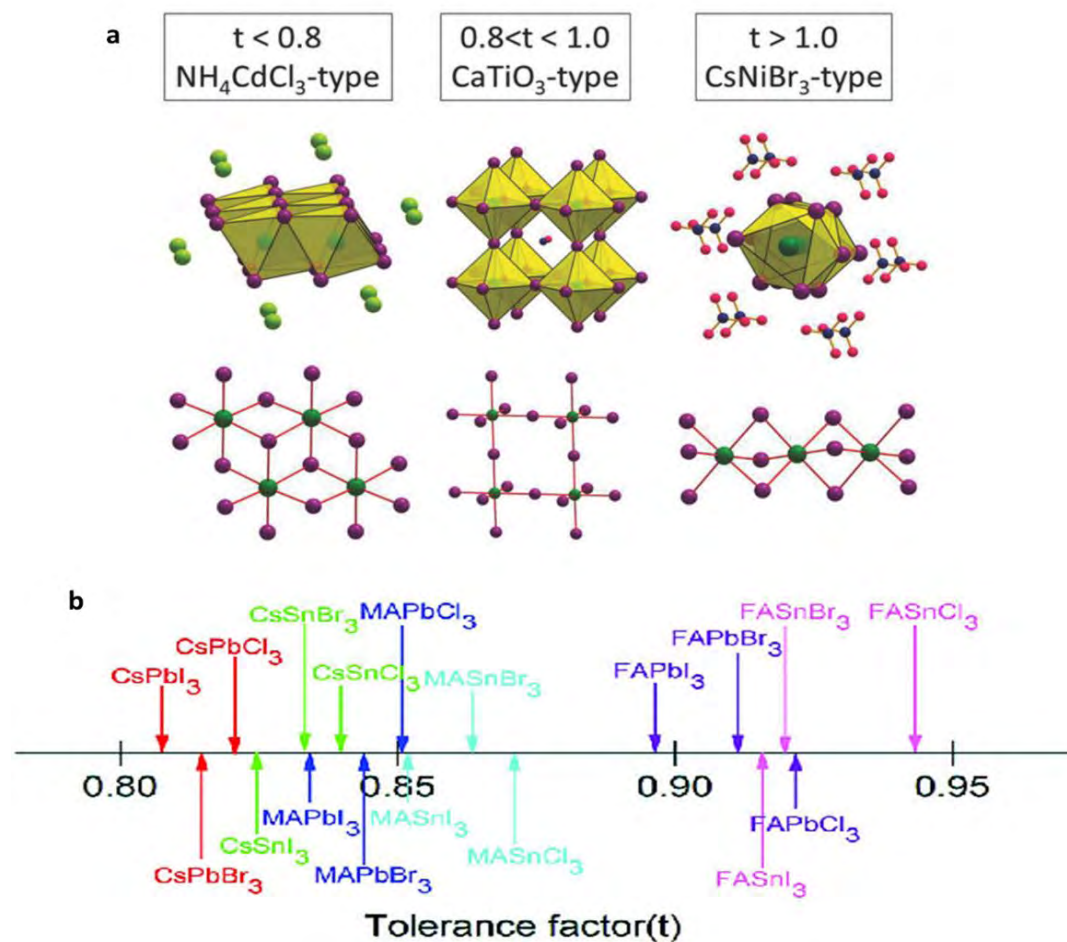 a
t < 0.8
NH₄CdCl₃-type
0.8<t < 1.0
CaTiO₃-type
t > 1.0
CsNiBr₃-type
b
CsSnBr₃
MAPbCl₃
FASnBr₃
FASnCl₃
CsPbCl₃
FAPbBr₃
CsPbI₃
CsSnCl₃
MASnBr₃
FAPbI₃
0.80
0.85
0.90
0.95
MAPbI₃
MASnI₃
FAPbCl₃
CsSnI₃
MASnCl₃
CsPbBr₃
MAPbBr₃
FASnI₃
Tolerance factor(t)